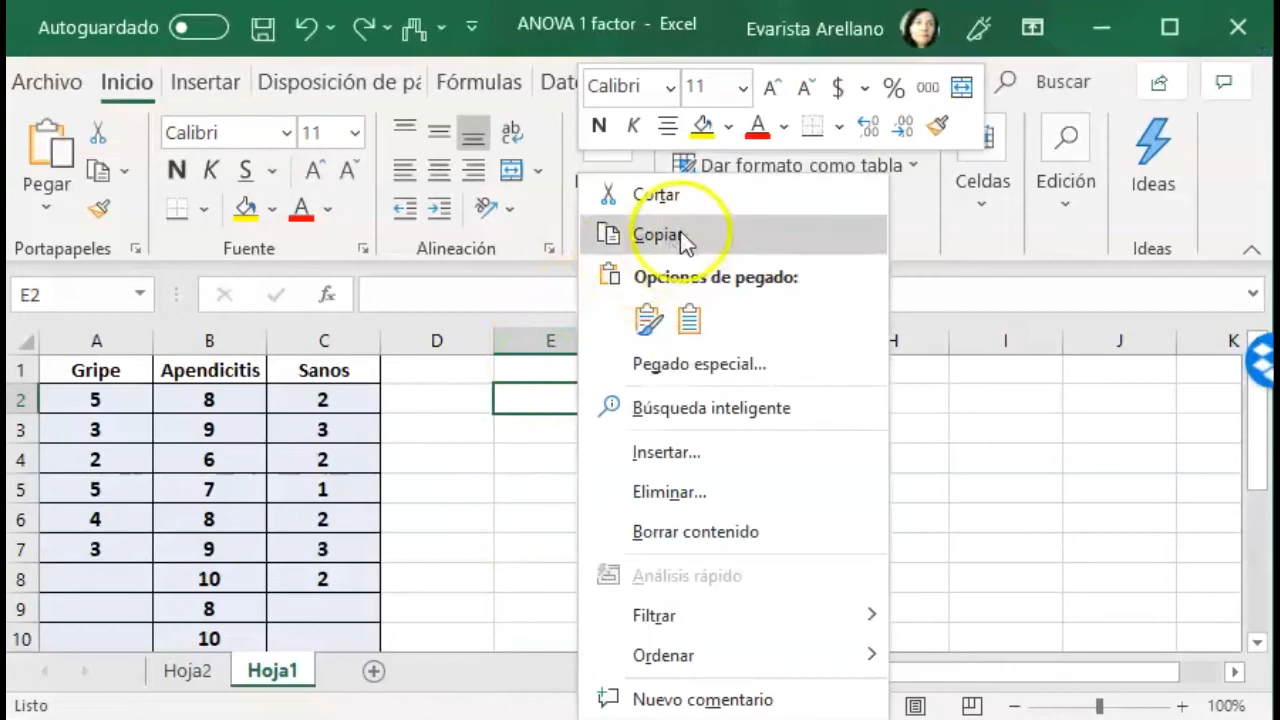 Autoguardado ANOVA 1 factor - Excel Evarista Arellano
Archivo Inicio Insertar Disposición de pá Fórmulas Dato Buscar
Calibri 11 $ % 000
N K A
Pegar Calibri 11 ab
N K S A A
Dar formato como tabla
Celdas Edición Ideas
Portapapeles Fuente Alineación Ideas
Cortar
Copiar
Opciones de pegado:
Pegado especial...
Búsqueda inteligente
Insertar...
Eliminar...
Borrar contenido
Análisis rápido
Filtrar
Ordenar
Nuevo comentario
E2 fx
A B C D E H I J K
1 Gripe Apendicitis Sanos
2 5 8 2
3 3 9 3
4 2 6 2
5 5 7 1
6 4 8 2
7 3 9 3
8 10 2
9 8
10 10
Hoja2 Hoja1
Listo 100%